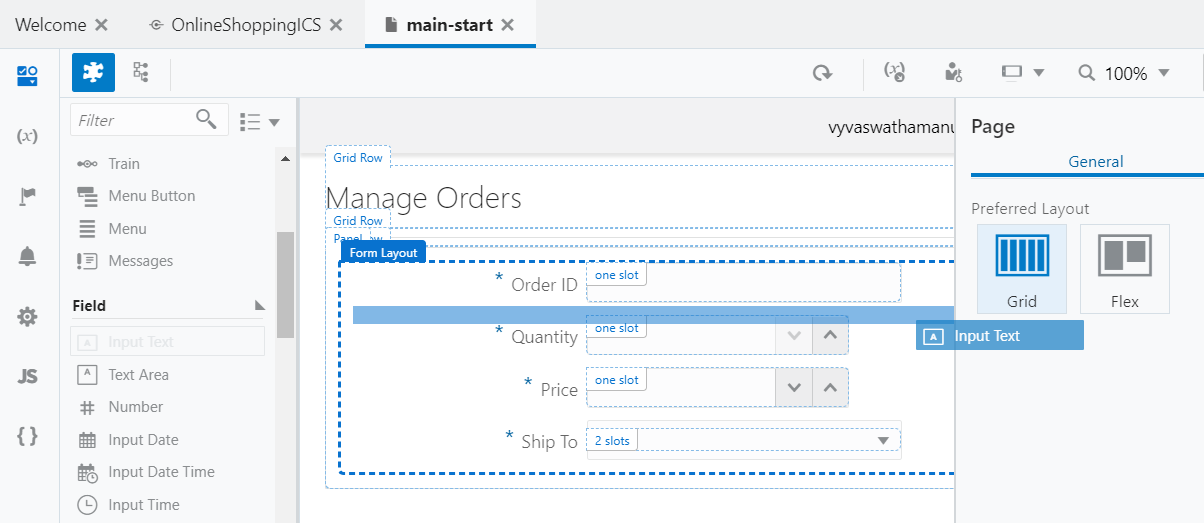 Welcome
OnlineShoppingICS
main-start
(x)
JS
{ }
(x)
100%
Filter
Train
Menu Button
Menu
Messages
Field
Input Text
Text Area
Number
Input Date
Input Date Time
Input Time
vyvaswathamanu
Grid Row
Manage Orders
Grid Row
Form Layout
* Order ID
one slot
* Quantity
one slot
* Price
one slot
* Ship To
2 slots
Page
General
Preferred Layout
Grid
Flex
Input Text